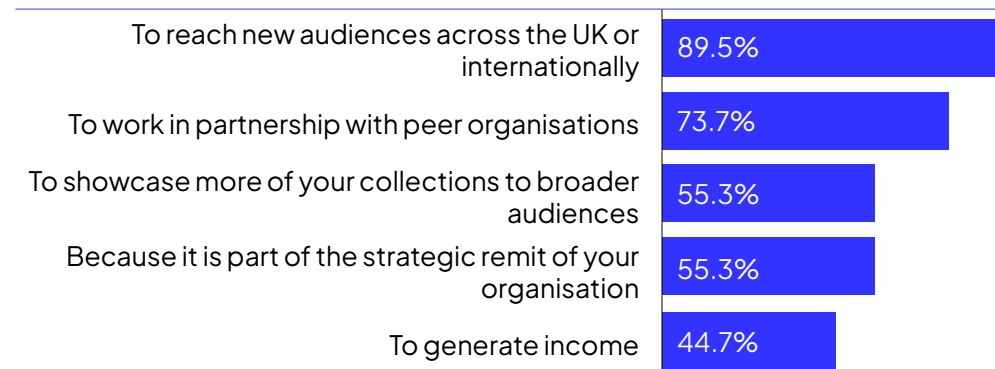 To reach new audiences across the UK or
internationally
89.5%
To work in partnership with peer organisations
73.7%
To showcase more of your collections to broader
audiences
55.3%
Because it is part of the strategic remit of your
organisation
55.3%
To generate income
44.7%